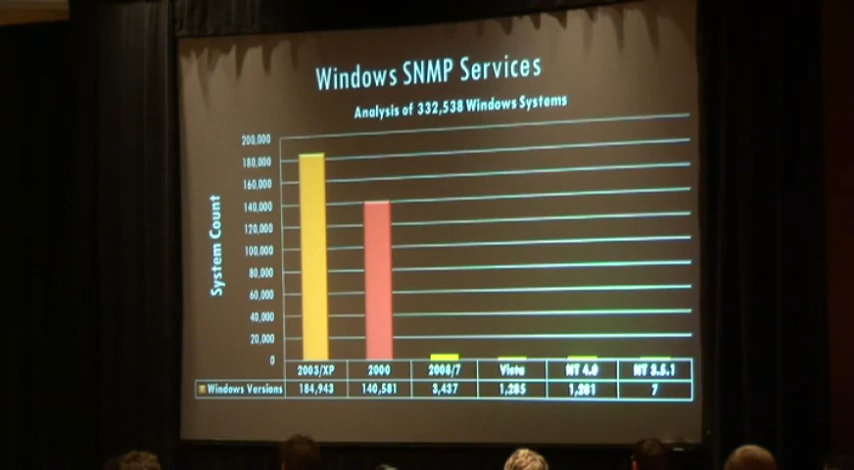 Windows SNMP Services
Analysis of 332,538 Windows Systems
200,000
180,000
160,000
140,000
120,000
100,000
80,000
60,000
40,000
20,000
0
System Count
2003/XP 2000 2008/7 Vista NT 4.0 NT 3.5.1
Windows Versions 184,943 140,581 3,437 1,285 1,281 7